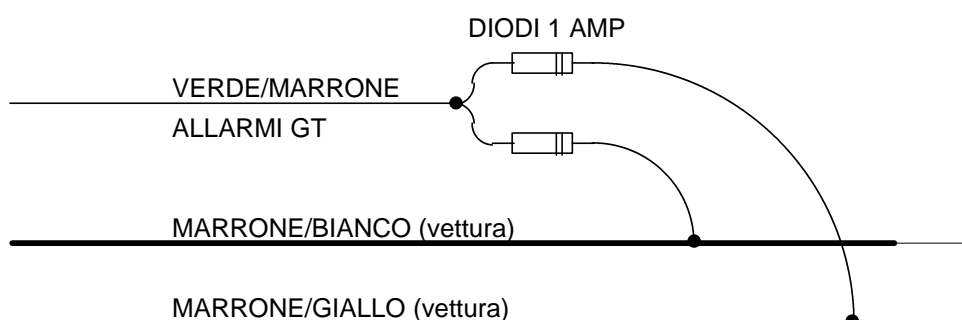 DIODI 1 AMP
VERDE/MARRONE
ALLARMI GT
MARRONE/BIANCO (vettura)
MARRONE/GIALLO (vettura)